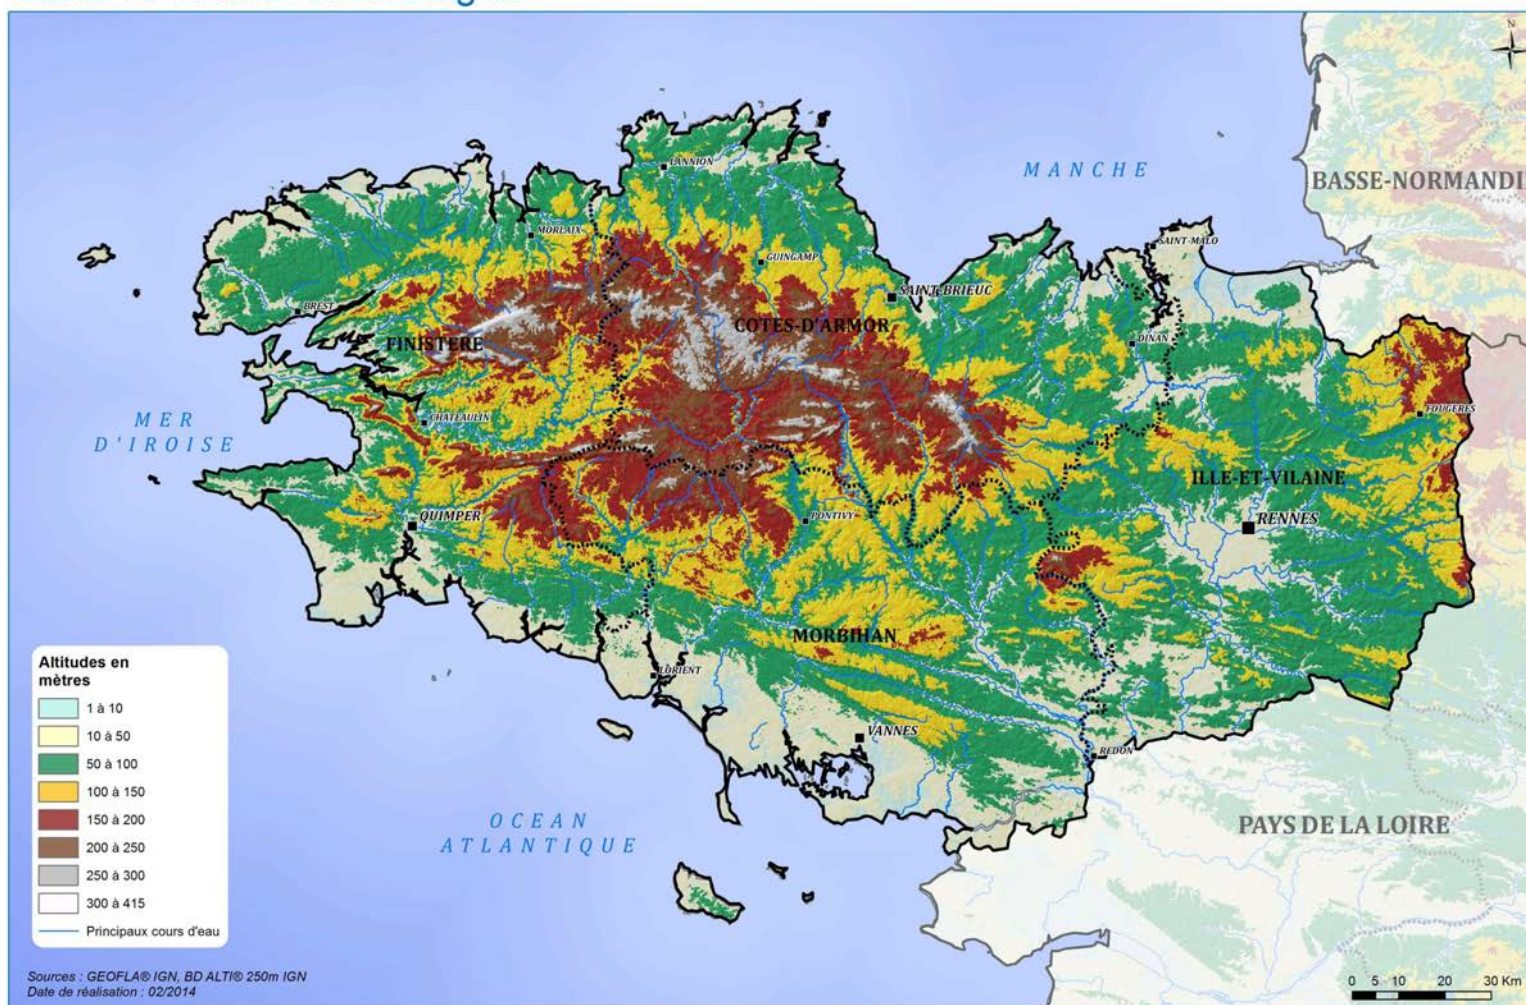 N
MANCHE
BASSE-NORMANDI
LANNION
SAINT-MALO
MORLAIX
GUINGAMP
SAINT-BRIEUC
BREST
COTES-D'ARMOR
FINISTERE
DINAN
MER
D'IROISE
CHATEAULIN
FOUGERES
ILLE-ET-VILAINE
QUIMPER
PONTIVY
RENNES
MORBIHAN
LORIENT
VANNES
REDON
OCEAN
ATLANTIQUE
PAYS DE LA LOIRE
Altitudes en
mètres
1 à 10
10 à 50
50 à 100
100 à 150
150 à 200
200 à 250
250 à 300
300 à 415
Principaux cours d'eau
Sources : GEOFLA® IGN, BD ALTI® 250m IGN
Date de réalisation : 02/2014
0 5 10 20 30 Km